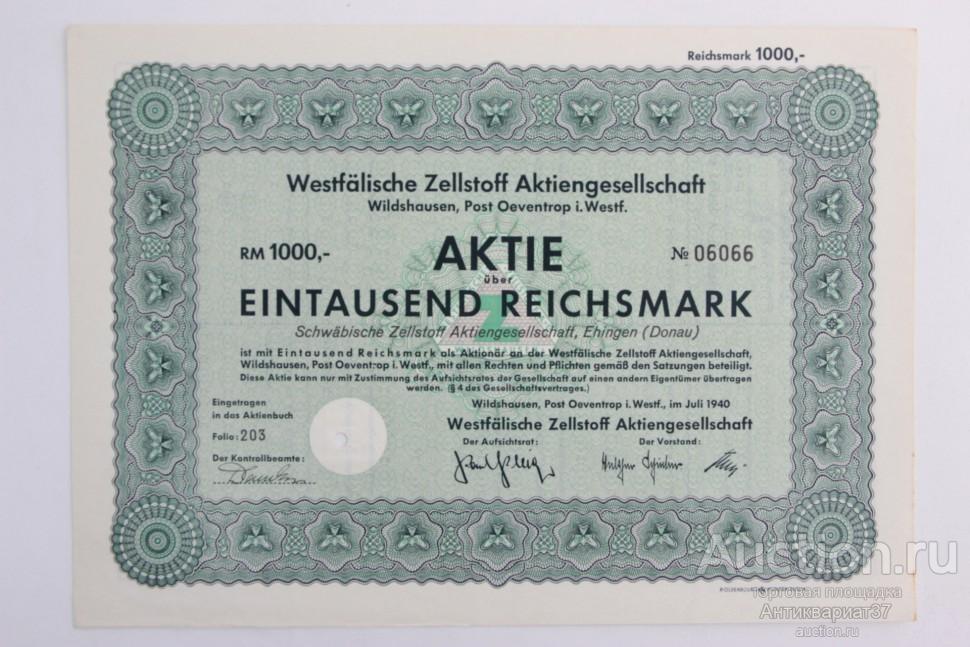 Reichsmark 1000,-
Westfälische Zellstoff Aktiengesellschaft
Wildshausen, Post Oeventrop i. Westf.
RM 1000,- AKTIE № 06066
über
EINTAUSEND REICHSMARK
Schwäbische Zellstoff Aktiengesellschaft, Ehingen (Donau)
ist mit Eintausend Reichsmark als Aktionär an der Westfälische Zellstoff Aktiengesellschaft,
Wildshausen, Post Oeventrop i. Westf., mit allen Rechten und Pflichten gemäß den Satzungen beteiligt.
Diese Aktie kann nur mit Zustimmung des Aufsichtsrates der Gesellschaft auf einen andern Eigentümer übertragen
werden. (§ 4 des Gesellschaftsvertrages.)
Eingetragen
in das Aktienbuch
Folio: 203
Der Kontrollbeamte:
Wildshausen, Post Oeventrop i. Westf., im Juli 1940
Westfälische Zellstoff Aktiengesellschaft
Der Aufsichtsrat: Der Vorstand:
Z
Auction.ru
торговая площадка
Антиквариат37
auction.ru